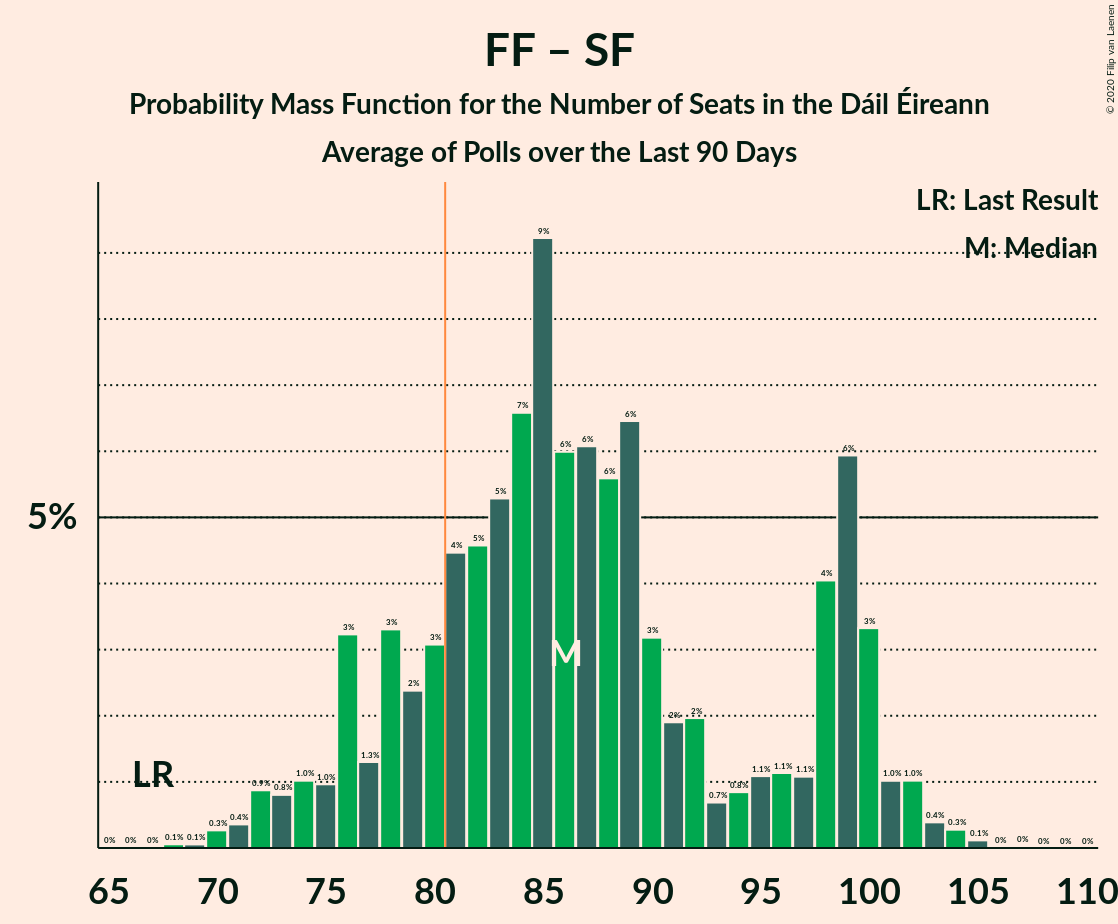 FF – SF
Probability Mass Function for the Number of Seats in the Dáil Éireann
Average of Polls over the Last 90 Days
© 2020 Filip van Laenen
LR: Last Result
M: Median
5%
0% 0% 0% 0.1% 0.1% 0.3% 0.4% 0.9% 0.8% 1.0% 1.0% 3% 1.3% 3% 2% 3% 4% 5% 5% 7% 9% 6% 6% 6% 6% 3% 2% 2% 0.7% 0.8% 1.1% 1.1% 1.1% 4% 6% 3% 1.0% 1.0% 0.4% 0.3% 0.1% 0% 0% 0% 0% 0%
M
LR
65 70 75 80 85 90 95 100 105 110